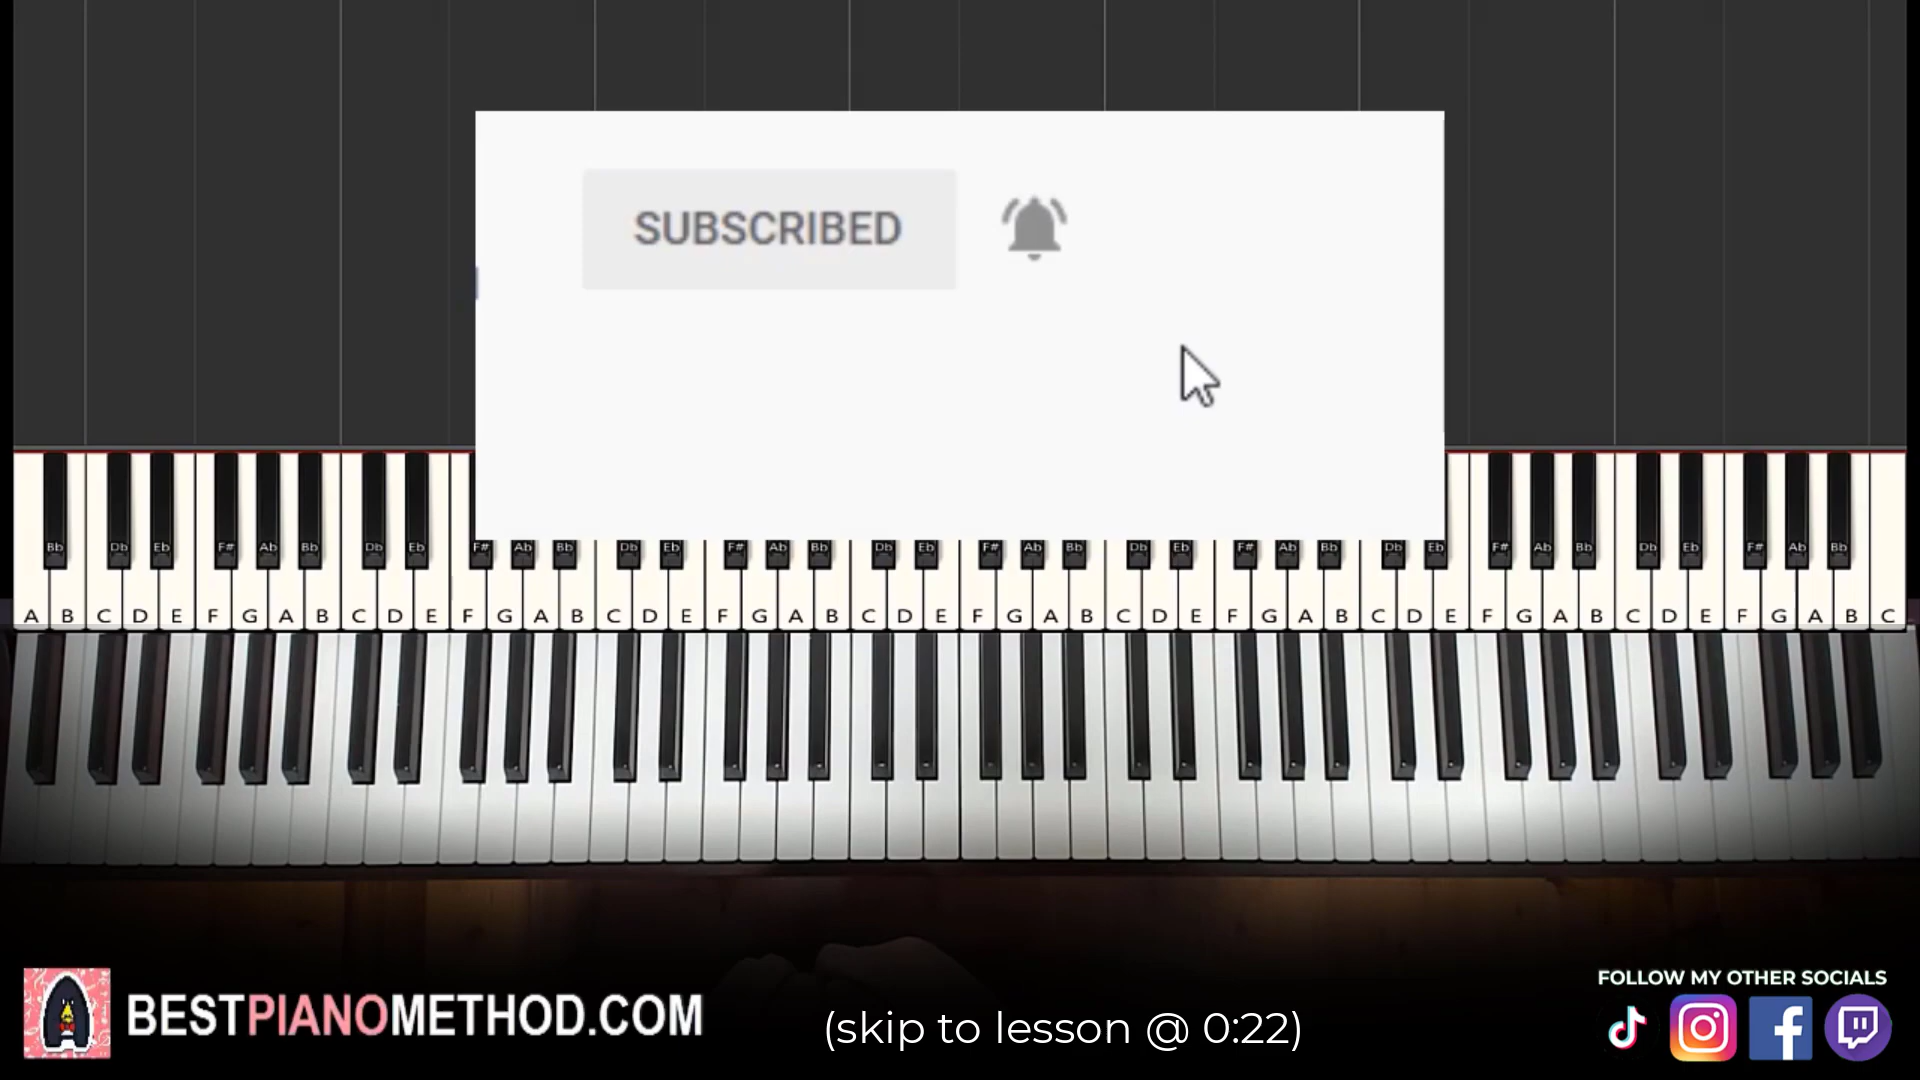 SUBSCRIBED
Bb Db Eb F# Ab Bb Db Eb F# Ab Bb Db Eb F# Ab Bb Db Eb F# Ab Bb Db Eb F# Ab Bb Db Eb F# Ab Bb Db Eb F# Ab Bb
A B C D E F G A B C D E F G A B C D E F G A B C D E F G A B C D E F G A B C D E F G A B C D E F G A B C
FOLLOW MY OTHER SOCIALS
BESTPIANOMETHOD.COM
(skip to lesson @ 0:22)